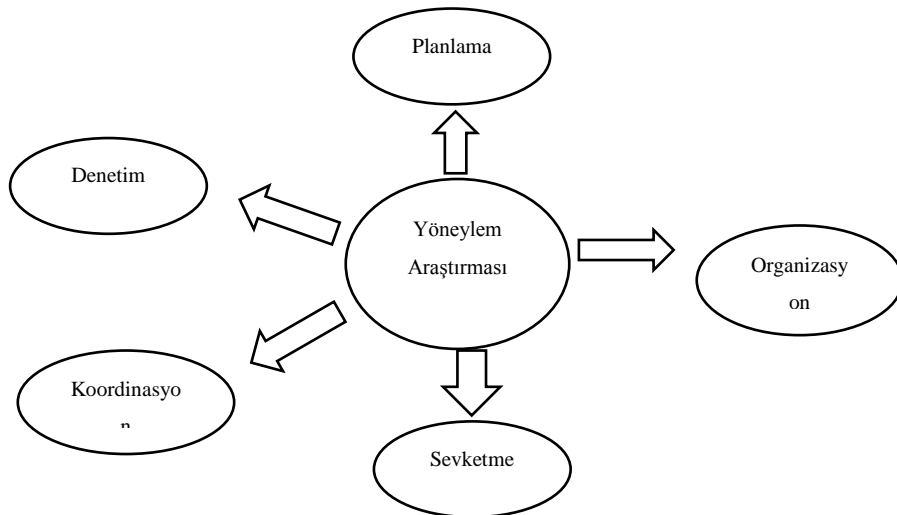 Planlama
Denetim
Yöneylem
Araştırması
Organizasy
on
Koordinasyo
n
Sevketme